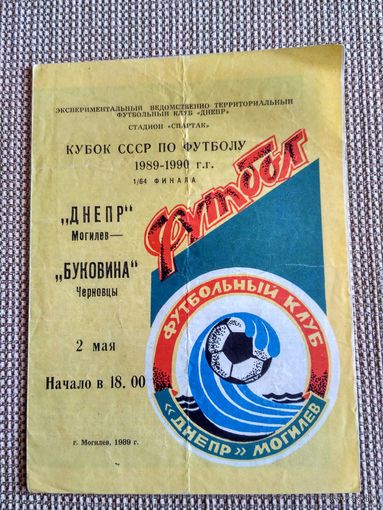 ЭКСПЕРИМЕНТАЛЬНЫЙ ВЕДОМСТВЕННО ТЕРРИТОРИАЛЬНЫЙ
ФУТБОЛЬНЫЙ КЛУБ «ДНЕПР»
СТАДИОН «СПАРТАК»
КУБОК СССР ПО ФУТБОЛУ
1989-1990 г.г.
1/64 ФИНАЛА
Футбол
„ДНЕПР"
Могилев—
„БУКОВИНА"
Черновцы
2 мая
Начало в 18.00
ФУТБОЛЬНЫЙ КЛУБ
«ДНЕПР» МОГИЛЕВ
г. Могилев, 1989 г.